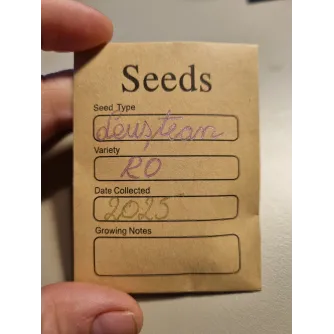 Seeds
Seed Type
Leuștean
Variety
RO
Date Collected
2025
Growing Notes